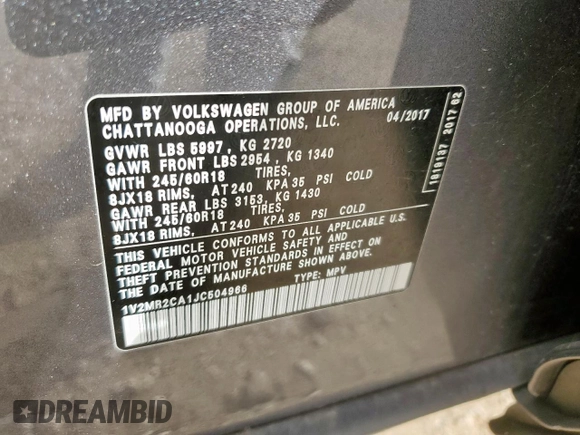 MFD BY VOLKSWAGEN GROUP OF AMERICA
CHATTANOOGA OPERATIONS, LLC. 04/2017
GVWR LBS 5997, KG 2720
GAWR FRONT LBS 2954, KG 1340
WITH 245/60R18 TIRES,
8JX18 RIMS, AT 240 KPA 35 PSI COLD
GAWR REAR LBS 3153, KG 1430
WITH 245/60R18 TIRES,
8JX18 RIMS, AT 240 KPA 35 PSI COLD
THIS VEHICLE CONFORMS TO ALL APPLICABLE U.S.
FEDERAL MOTOR VEHICLE SAFETY AND
THEFT PREVENTION STANDARDS IN EFFECT ON
THE DATE OF MANUFACTURE SHOWN ABOVE.
1V2MR2CA1JC504966 TYPE: MPV
1619137 2017 62
DREAMBID